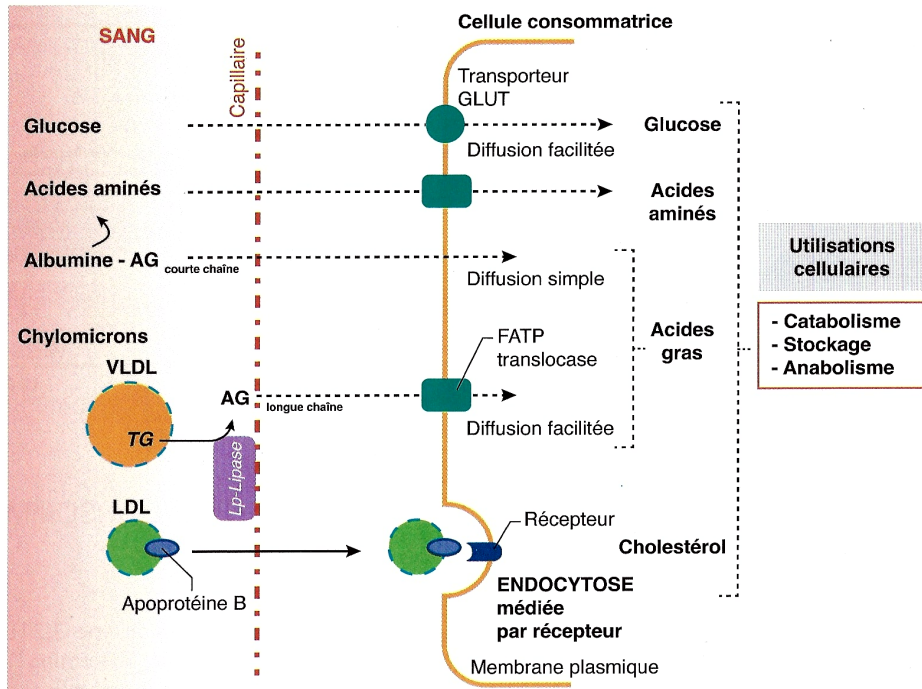 SANG
Capillaire
Cellule consommatrice
Transporteur
GLUT
Glucose
Glucose
Diffusion facilitée
Acides aminés
Acides
aminés
Albumine - AG courte chaîne
Diffusion simple
Utilisations
cellulaires
Chylomicrons
VLDL
TG
AG longue chaîne
Lp-Lipase
FATP
translocase
Diffusion facilitée
Acides
gras
- Catabolisme
- Stockage
- Anabolisme
LDL
Apoprotéine B
Récepteur
Cholestérol
ENDOCYTOSE
médiée
par récepteur
Membrane plasmique